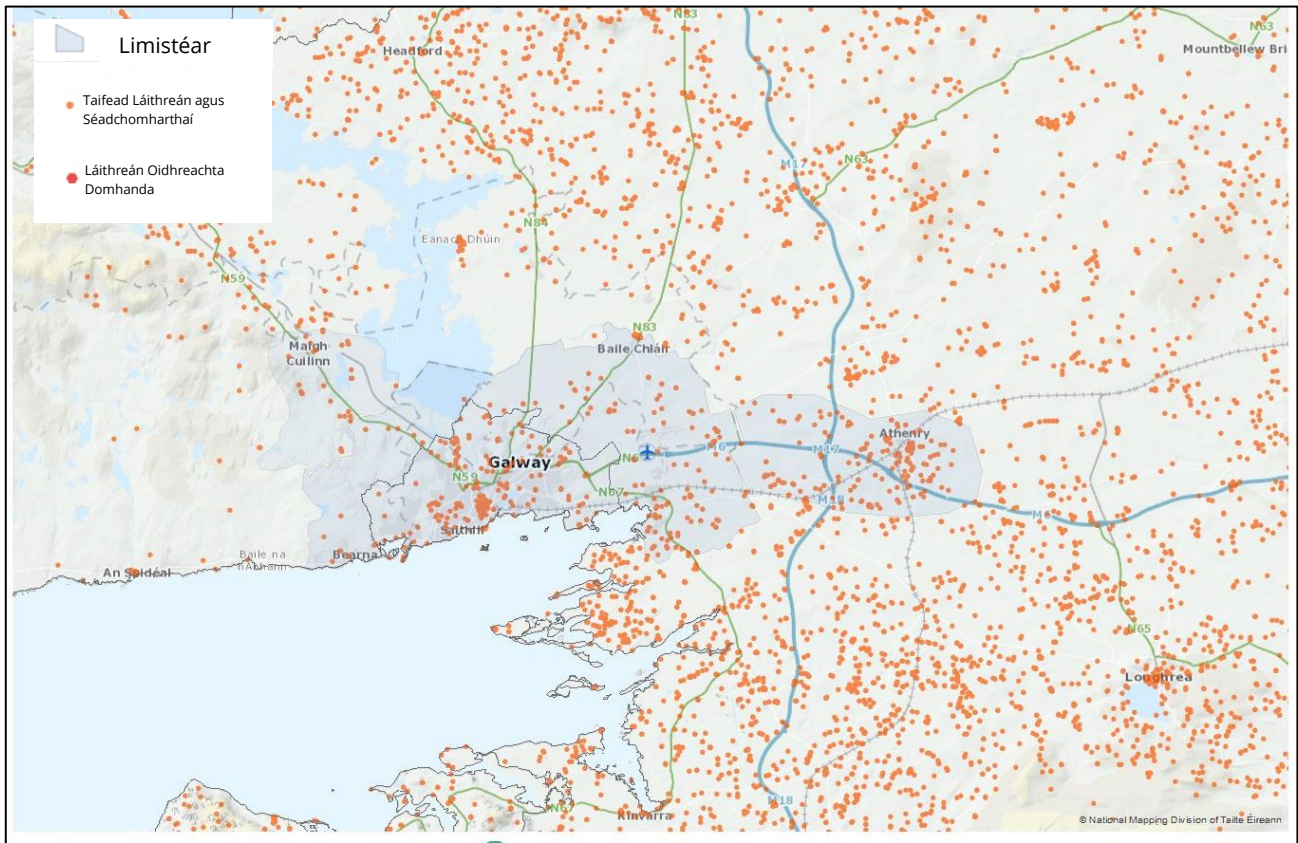 Limistéar
Taifead Láithreán agus
Séadchomharthaí
Láithreán Oidhreachta
Domhanda
N83
N63
Headford
Mountbellew Bri
M17
N63
N84
Eanach Dhúin
N59
N83
Baile Chláir
Maigh
Cuilinn
Athenry
M6
M17
Galway
N59
N67
M18
M6
Salthill
Bearna
Baile na
hAbhann
An Spidéal
N65
Loughrea
M18
N67
Kinvarra
© National Mapping Division of Tailte Éireann